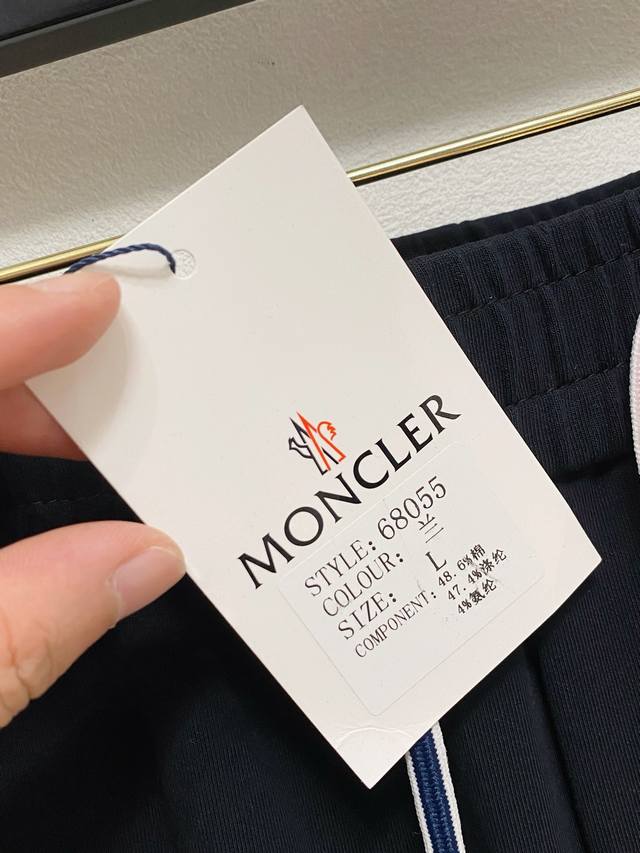 MONCLER
STYLE: 68055
COLOUR: 兰
SIZE: L
COMPONENT: 48.6%棉
47.4%涤纶
4%氨纶